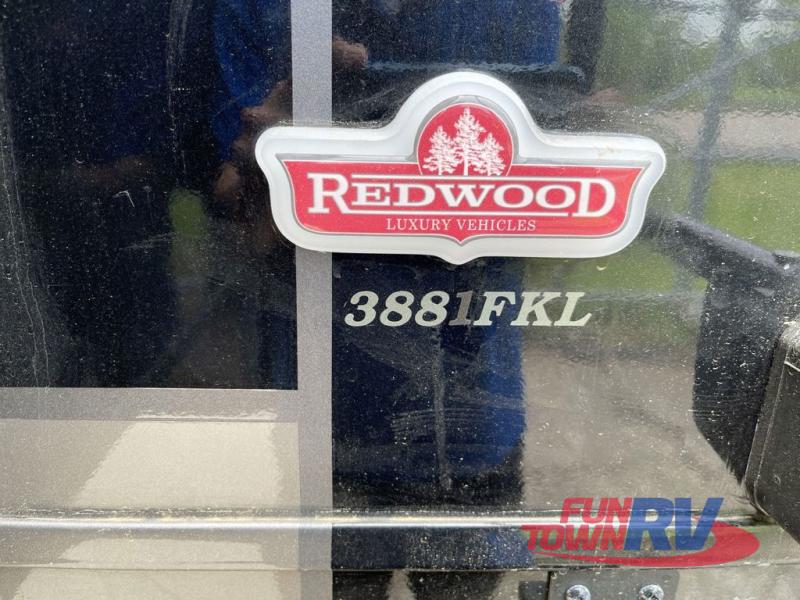 REDWOOD
LUXURY VEHICLES
3881FKL
FUN TOWN RV